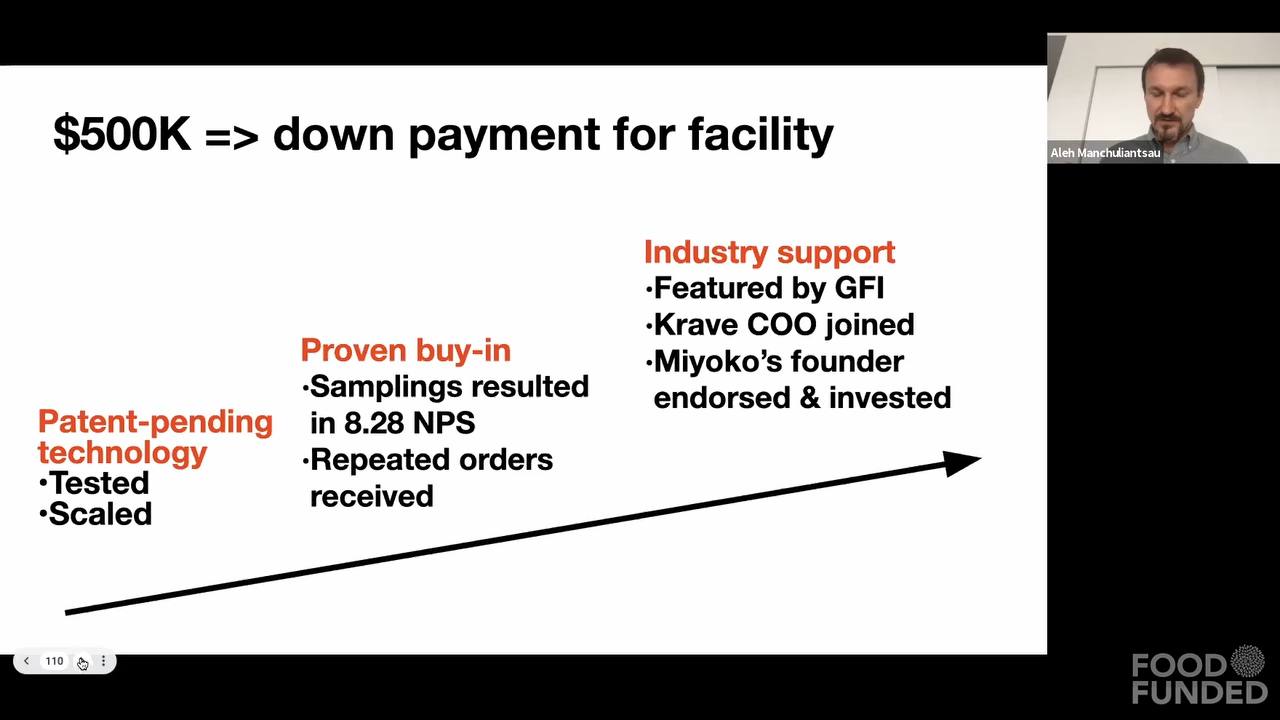 $500K => down payment for facility
Aleh Manchuliantsau
Industry support
·Featured by GFI
·Krave COO joined
·Miyoko’s founder
endorsed & invested
Proven buy-in
·Samplings resulted
in 8.28 NPS
·Repeated orders
received
Patent-pending
technology
•Tested
•Scaled
110
FOOD
FUNDED